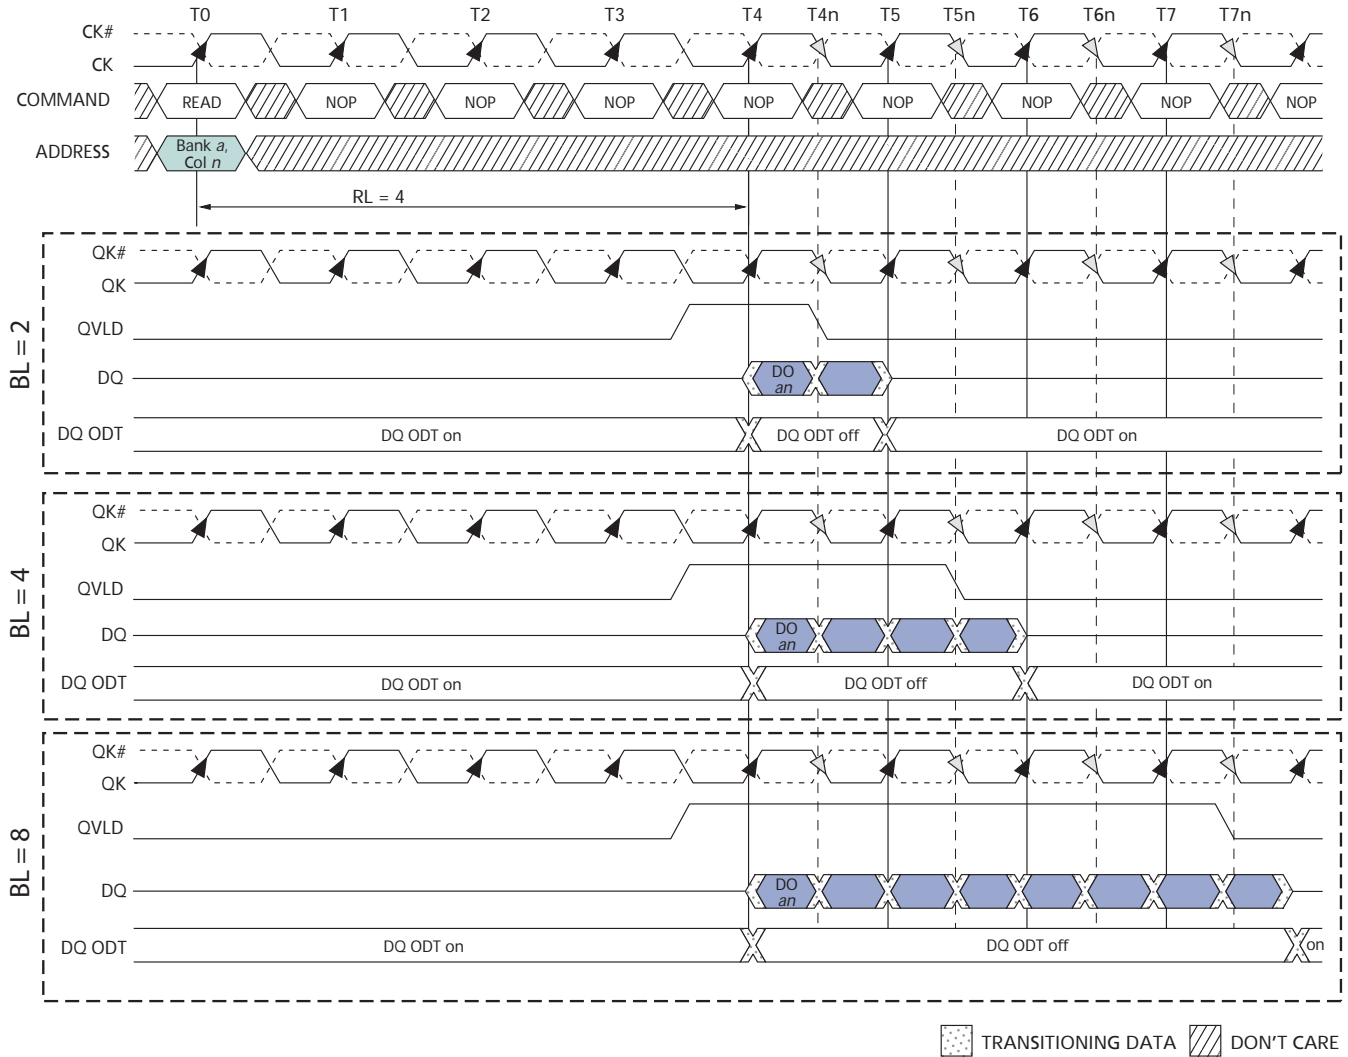 T0 T1 T2 T3 T4 T4n T5 T5n T6 T6n T7 T7n
CK#
CK
COMMAND READ NOP NOP NOP NOP NOP NOP NOP NOP
ADDRESS Bank a,
Col n
RL = 4
BL = 2
QK#
QK
QVLD
DQ DO
an
DQ ODT DQ ODT on DQ ODT off DQ ODT on
BL = 4
QK#
QK
QVLD
DQ DO
an
DQ ODT DQ ODT on DQ ODT off DQ ODT on
BL = 8
QK#
QK
QVLD
DQ DO
an
DQ ODT DQ ODT on DQ ODT off on
TRANSITIONING DATA DON'T CARE